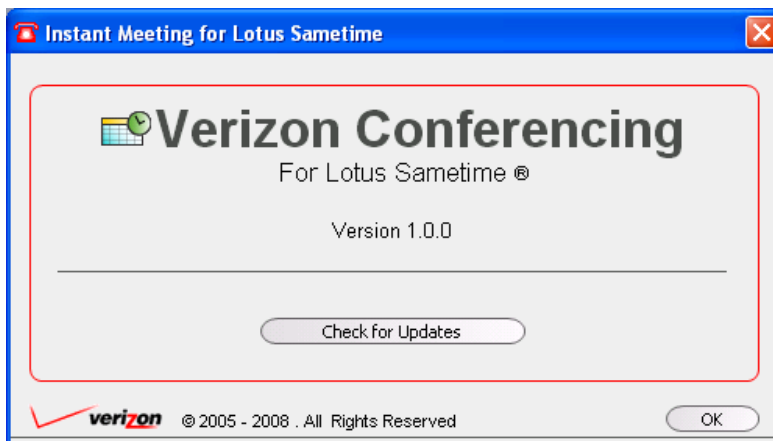 Instant Meeting for Lotus Sametime
Verizon Conferencing
For Lotus Sametime ®
Version 1.0.0
Check for Updates
verizon © 2005 - 2008 . All Rights Reserved OK